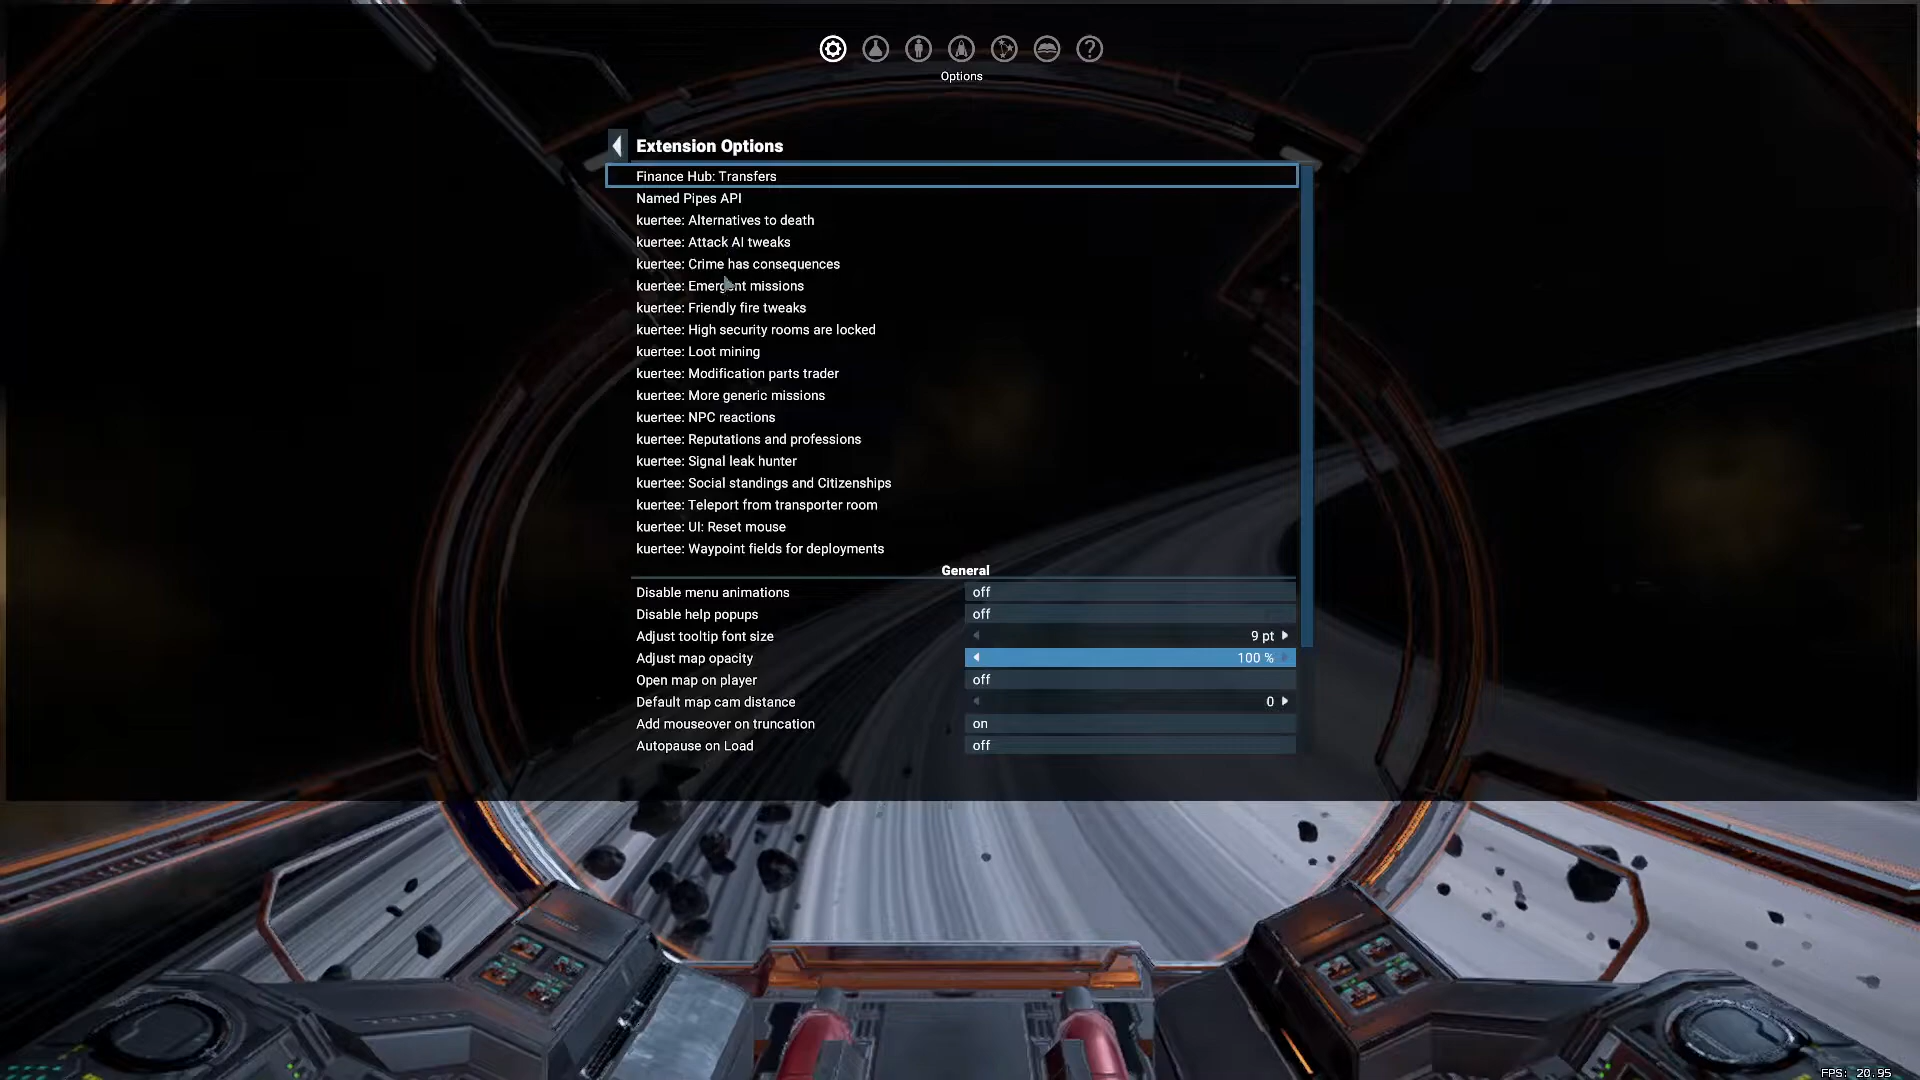 Options
Extension Options
Finance Hub: Transfers
Named Pipes API
kuertee: Alternatives to death
kuertee: Attack AI tweaks
kuertee: Crime has consequences
kuertee: Emergent missions
kuertee: Friendly fire tweaks
kuertee: High security rooms are locked
kuertee: Loot mining
kuertee: Modification parts trader
kuertee: More generic missions
kuertee: NPC reactions
kuertee: Reputations and professions
kuertee: Signal leak hunter
kuertee: Social standings and Citizenships
kuertee: Teleport from transporter room
kuertee: UI: Reset mouse
kuertee: Waypoint fields for deployments
General
Disable menu animations off
Disable help popups off
Adjust tooltip font size 9 pt
Adjust map opacity 100 %
Open map on player off
Default map cam distance 0
Add mouseover on truncation on
Autopause on Load off
FPS: 20.95